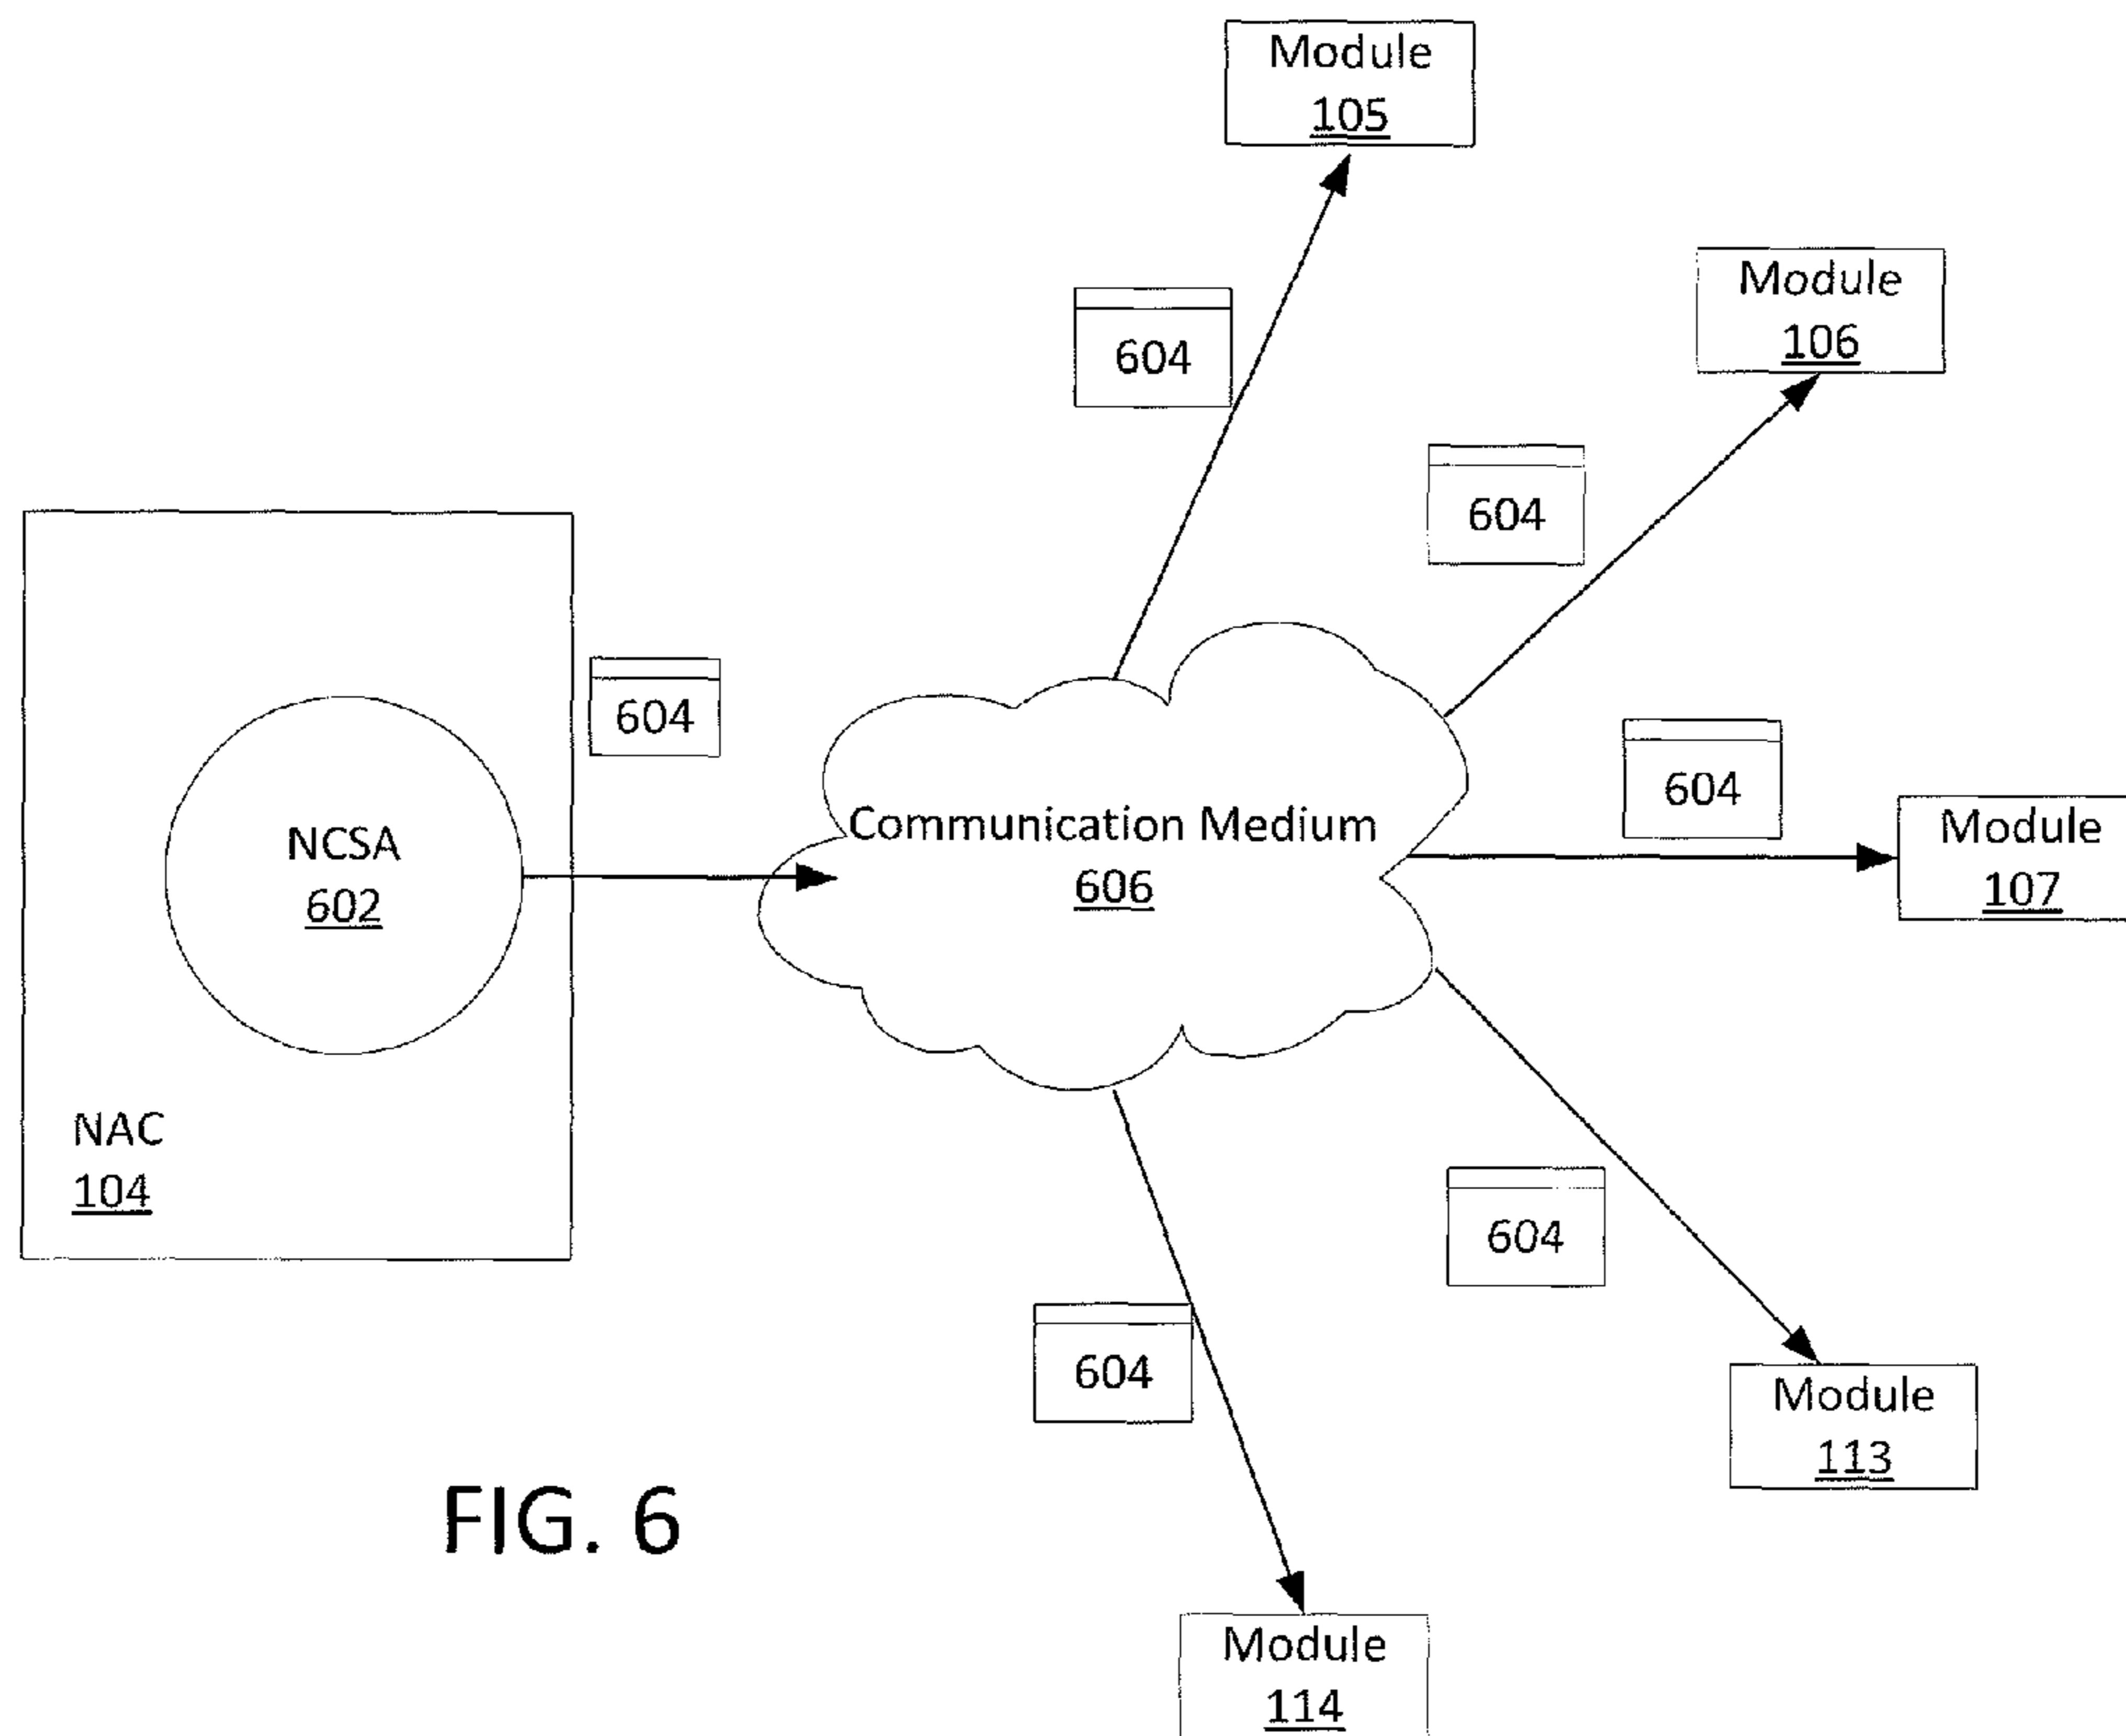 Module
105
Module
106
604
604
604
604
Module
107
NCSA
602
Communication Medium
606
NAC
104
604
604
Module
113
FIG. 6
Module
114